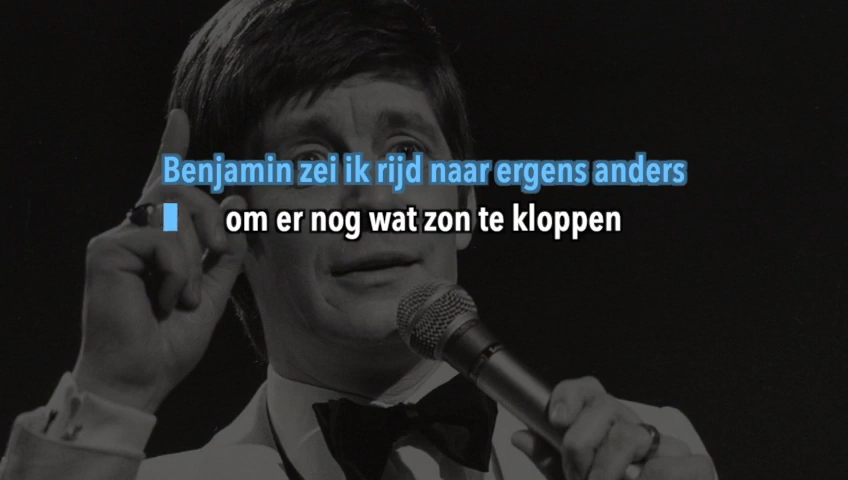 Benjamin zei ik rijd naar ergens anders
om er nog wat zon te kloppen